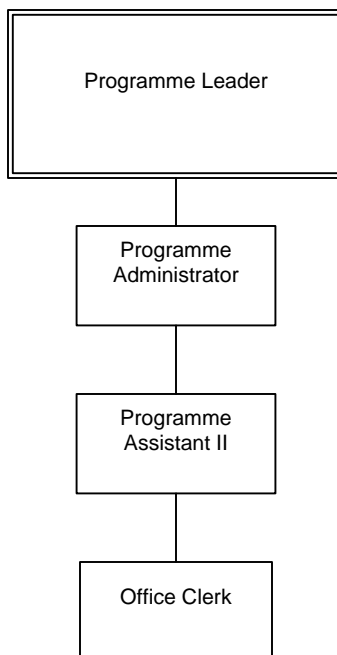 Programme Leader
Programme
Administrator
Programme
Assistant II
Office Clerk